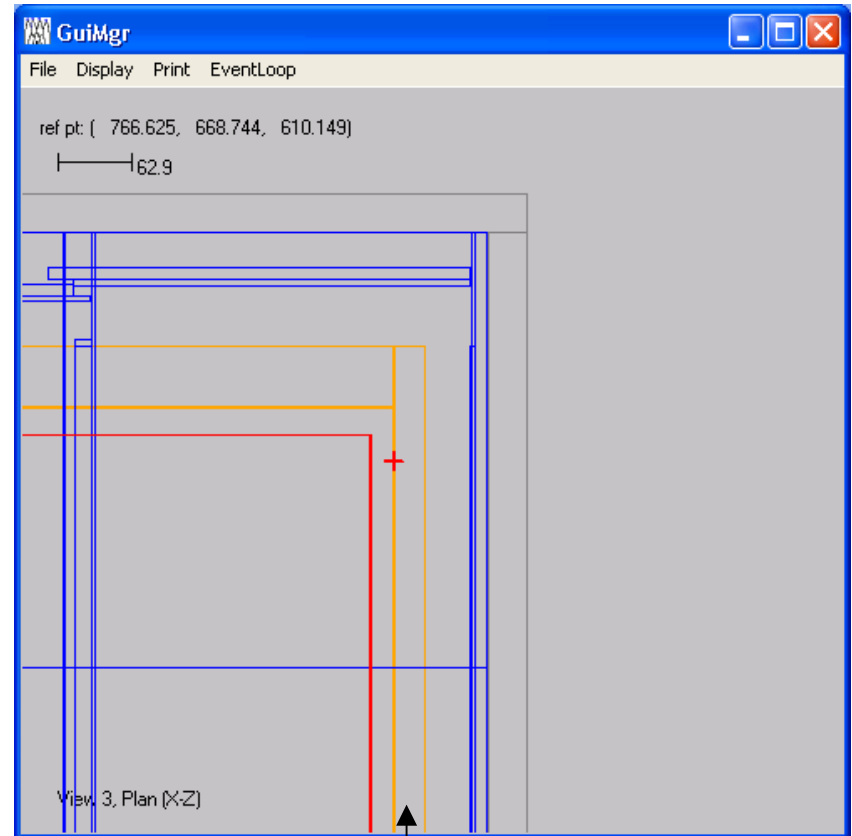 GuiMgr
File Display Print EventLoop
ref pt: ( 766.625, 668.744, 610.149)
62.9
View 3, Plan (X-Z)